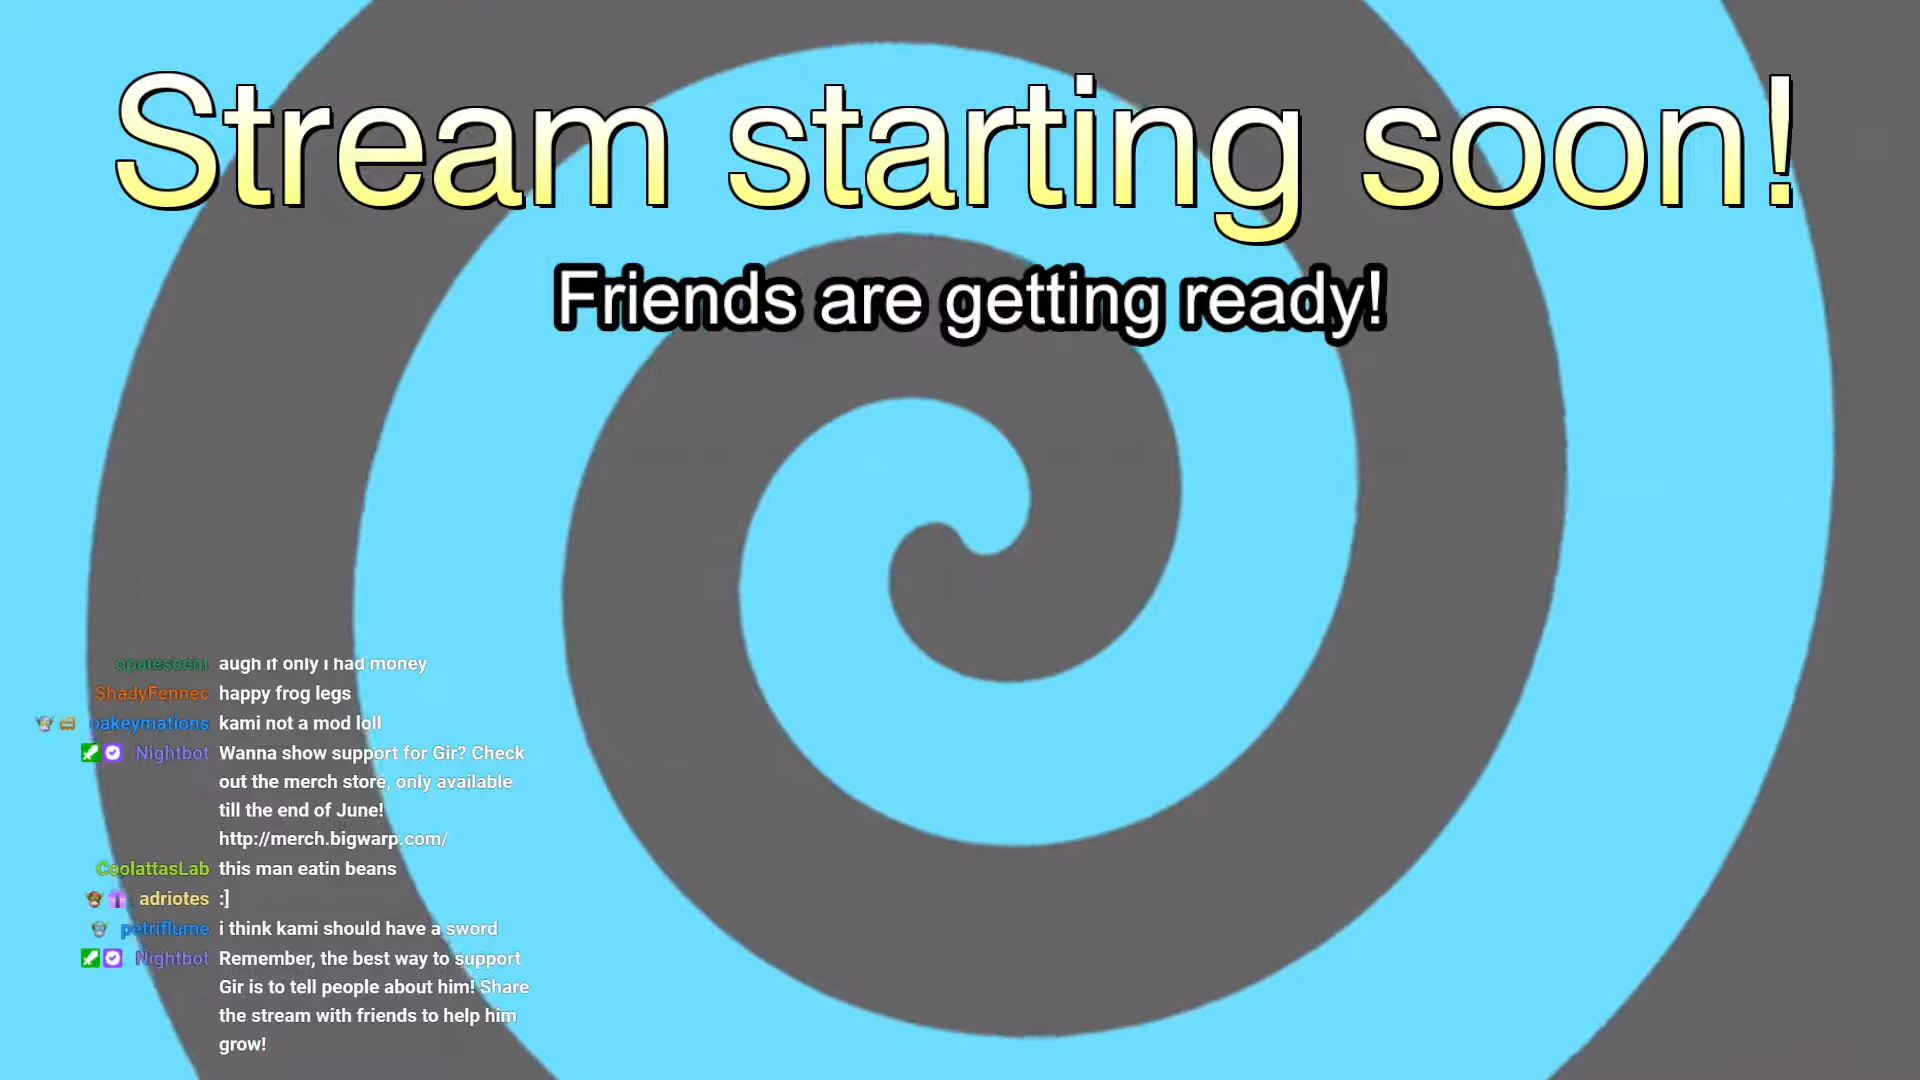 Stream starting soon!
Friends are getting ready!
opalescent augh if only i had money
ShadyFennec happy frog legs
oakeymations kami not a mod loll
Nightbot Wanna show support for Gir? Check
out the merch store, only available
till the end of June!
http://merch.bigwarp.com/
CoolattasLab this man eatin beans
adriotes :]
petriflume i think kami should have a sword
Nightbot Remember, the best way to support
Gir is to tell people about him! Share
the stream with friends to help him
grow!